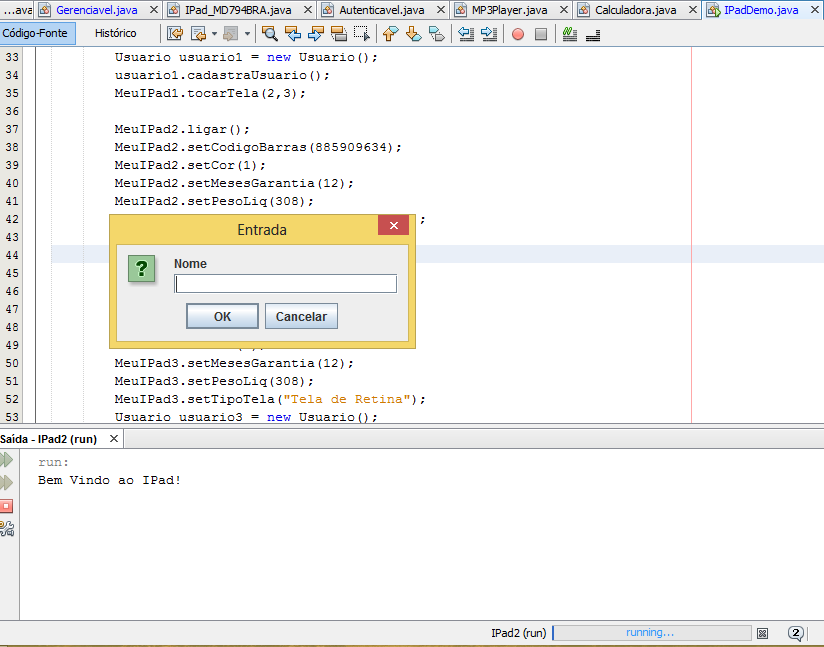 ...ava Gerenciavel.java IPad_MD794BRA.java Autenticavel.java MP3Player.java Calculadora.java IPadDemo.java
Código-Fonte Histórico
33 Usuario usuario1 = new Usuario();
34 usuario1.cadastraUsuario();
35 MeuIPad1.tocarTela(2,3);
36
37 MeuIPad2.ligar();
38 MeuIPad2.setCodigoBarras(885909634);
39 MeuIPad2.setCor(1);
40 MeuIPad2.setMesesGarantia(12);
41 MeuIPad2.setPesoLiq(308);
42 ;
43
44
45
46
47
48
49
50 MeuIPad3.setMesesGarantia(12);
51 MeuIPad3.setPesoLiq(308);
52 MeuIPad3.setTipoTela("Tela de Retina");
53 Usuario usuario3 = new Usuario();
Entrada
?
Nome
OK Cancelar
Saída - IPad2 (run)
run:
Bem Vindo ao IPad!
IPad2 (run) running... 2